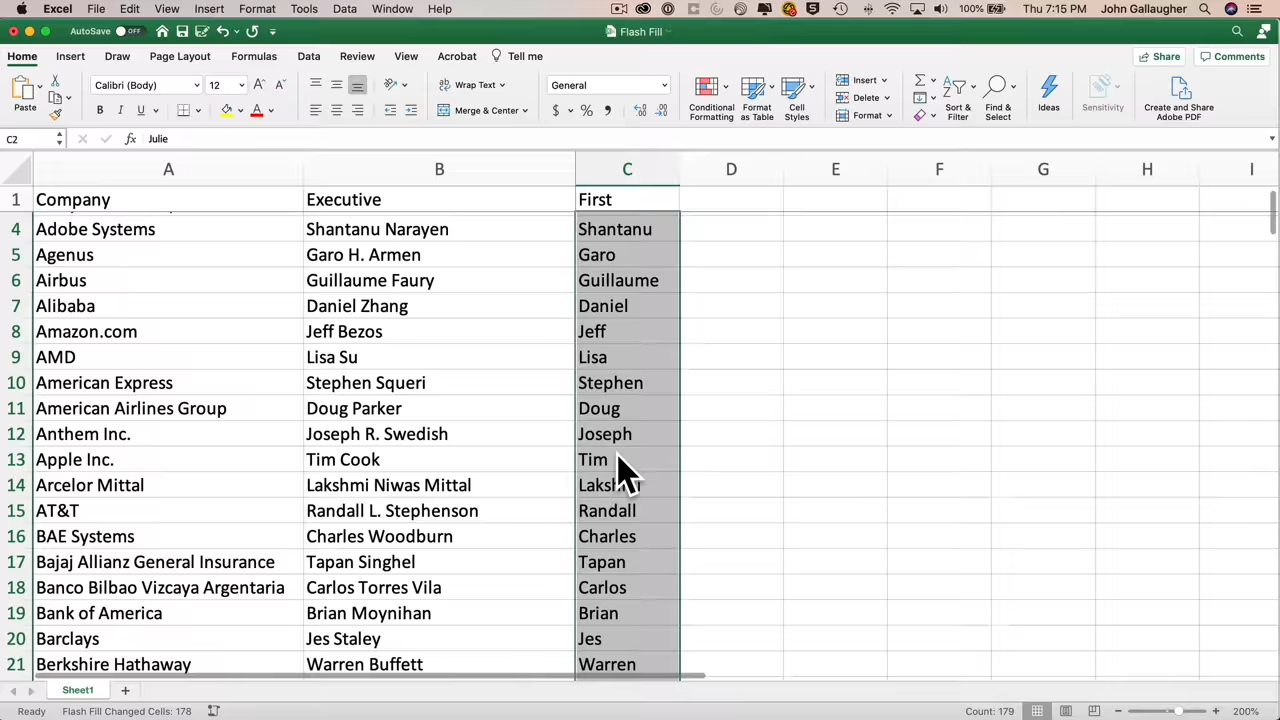 Excel File Edit View Insert Format Tools Data Window Help 100% Thu 7:15 PM John Gallaugher
AutoSave OFF Flash Fill
Home Insert Draw Page Layout Formulas Data Review View Acrobat Tell me Share Comments
Paste Calibri (Body) 12 A^ A˅ Wrap Text General Conditional Formatting Format as Table Cell Styles Insert Sort & Filter Find & Select Ideas Sensitivity Create and Share Adobe PDF
B I U A Merge & Center $ % Delete
Format
C2 fx Julie
A B C D E F G H I
1 Company Executive First
4 Adobe Systems Shantanu Narayen Shantanu
5 Agenus Garo H. Armen Garo
6 Airbus Guillaume Faury Guillaume
7 Alibaba Daniel Zhang Daniel
8 Amazon.com Jeff Bezos Jeff
9 AMD Lisa Su Lisa
10 American Express Stephen Squeri Stephen
11 American Airlines Group Doug Parker Doug
12 Anthem Inc. Joseph R. Swedish Joseph
13 Apple Inc. Tim Cook Tim
14 Arcelor Mittal Lakshmi Niwas Mittal
15 AT&T Randall L. Stephenson Randall
16 BAE Systems Charles Woodburn Charles
17 Bajaj Allianz General Insurance Tapan Singhel Tapan
18 Banco Bilbao Vizcaya Argentaria Carlos Torres Vila Carlos
19 Bank of America Brian Moynihan Brian
20 Barclays Jes Staley Jes
21 Berkshire Hathaway Warren Buffett Warren
Sheet1
Ready Flash Fill Changed Cells: 178 Count: 179 200%